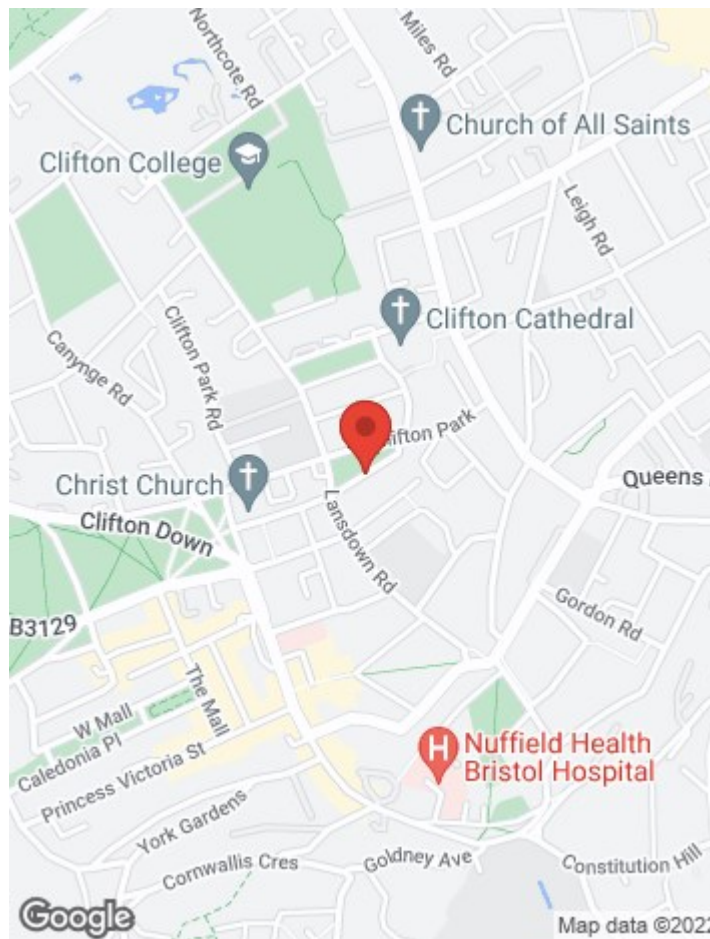 Northcote Rd
Miles Rd
Church of All Saints
Clifton College
Leigh Rd
Clifton Cathedral
Canynge Rd
Clifton Park Rd
lifton Park
Christ Church
Queens
Clifton Down
Lansdown Rd
Gordon Rd
B3129
The Mall
W Mall
Caledonia Pl
Princess Victoria St
H
Nuffield Health
Bristol Hospital
York Gardens
Cornwallis Cres
Goldney Ave
Constitution Hill
Google
Map data ©2022